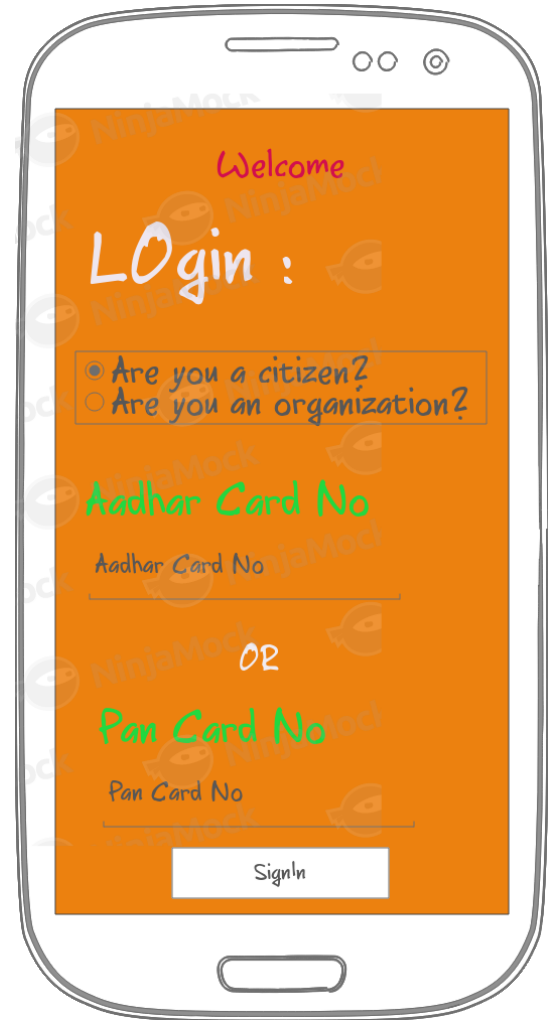 Welcome
LOgin :
Are you a citizen?
Are you an organization?
Aadhar Card No
Aadhar Card No
OR
Pan Card No
Pan Card No
SignIn
NinjaMock